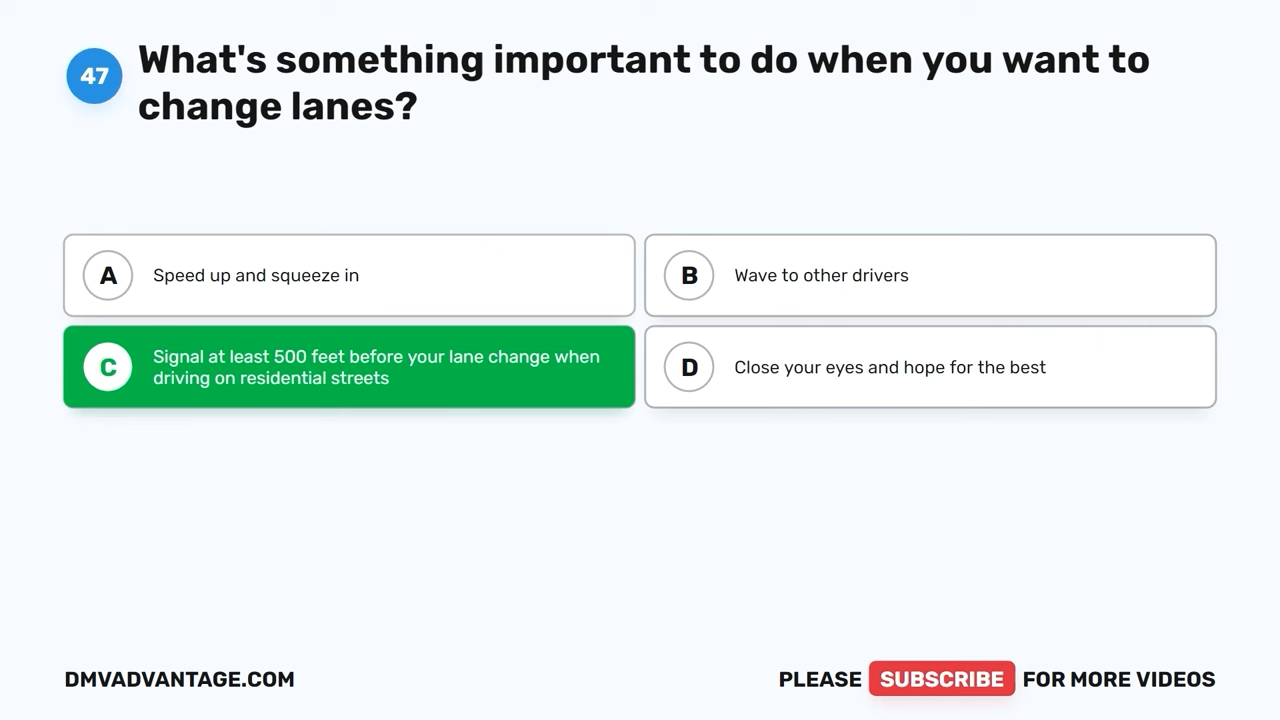 47
What's something important to do when you want to
change lanes?
A
Speed up and squeeze in
B
Wave to other drivers
C
Signal at least 500 feet before your lane change when
driving on residential streets
D
Close your eyes and hope for the best
DMVADVANTAGE.COM
PLEASE SUBSCRIBE FOR MORE VIDEOS